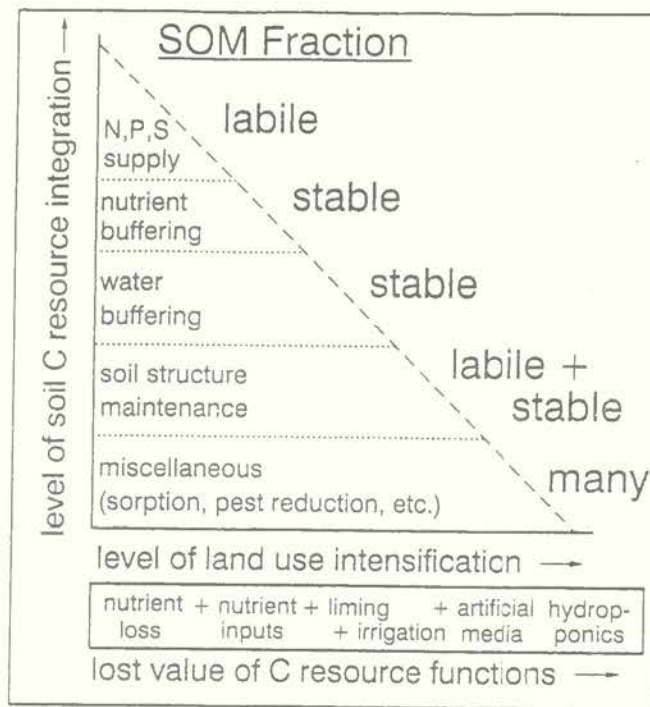 SOM Fraction
level of soil C resource integration →
labile
N,P,S
supply
stable
nutrient
buffering
stable
water
buffering
labile +
stable
soil structure
maintenance
many
miscellaneous
(sorption, pest reduction, etc.)
level of land use intensification →
nutrient + nutrient + liming + artificial hydrop-
loss inputs + irrigation media ponics
lost value of C resource functions →